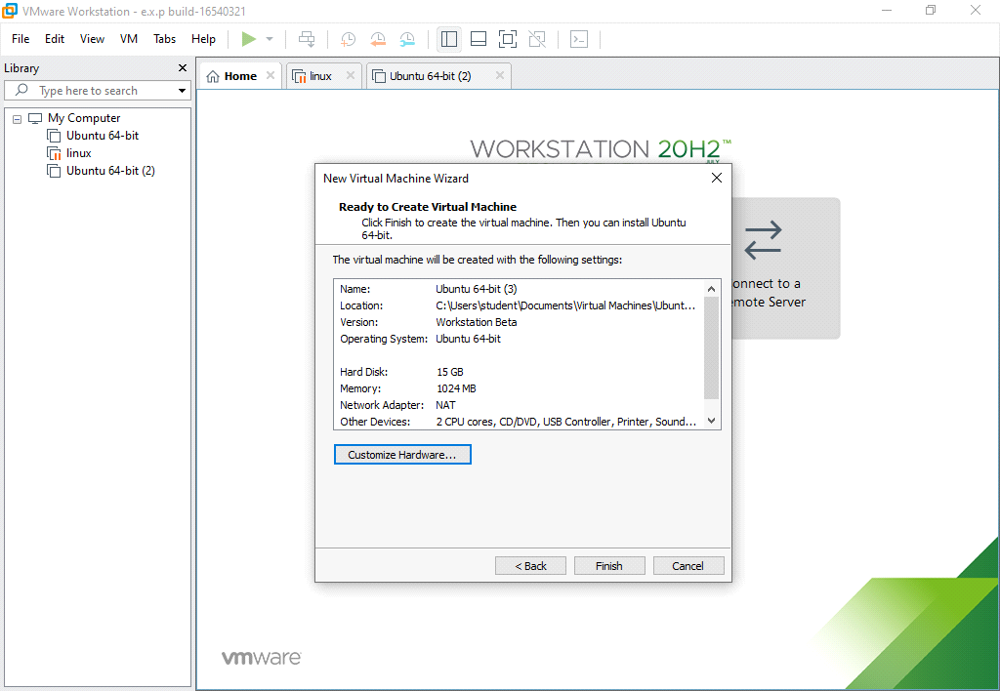 VMware Workstation - e.x.p build-16540321
File Edit View VM Tabs Help
Library
Type here to search
My Computer
Ubuntu 64-bit
linux
Ubuntu 64-bit (2)
Home
linux
Ubuntu 64-bit (2)
WORKSTATION 20H2™
New Virtual Machine Wizard
Ready to Create Virtual Machine
Click Finish to create the virtual machine. Then you can install Ubuntu
64-bit.
The virtual machine will be created with the following settings:
Name: Ubuntu 64-bit (3)
Location: C:\Users\student\Documents\Virtual Machines\Ubunt...
Version: Workstation Beta
Operating System: Ubuntu 64-bit
Hard Disk: 15 GB
Memory: 1024 MB
Network Adapter: NAT
Other Devices: 2 CPU cores, CD/DVD, USB Controller, Printer, Sound...
Customize Hardware...
< Back Finish Cancel
onnect to a
mote Server
vmware